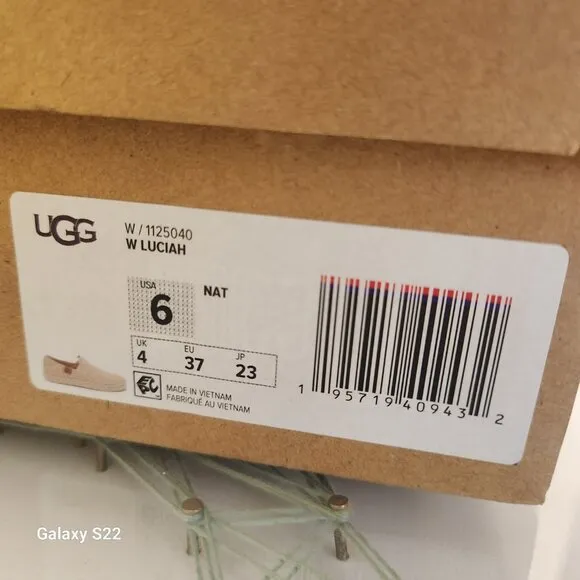 UGG
W / 1125040
W LUCIAH
USA
6
NAT
UK
4
EU
37
JP
23
MADE IN VIETNAM
FABRIQUÉ AU VIETNAM
1 95719 40943 2
Galaxy S22